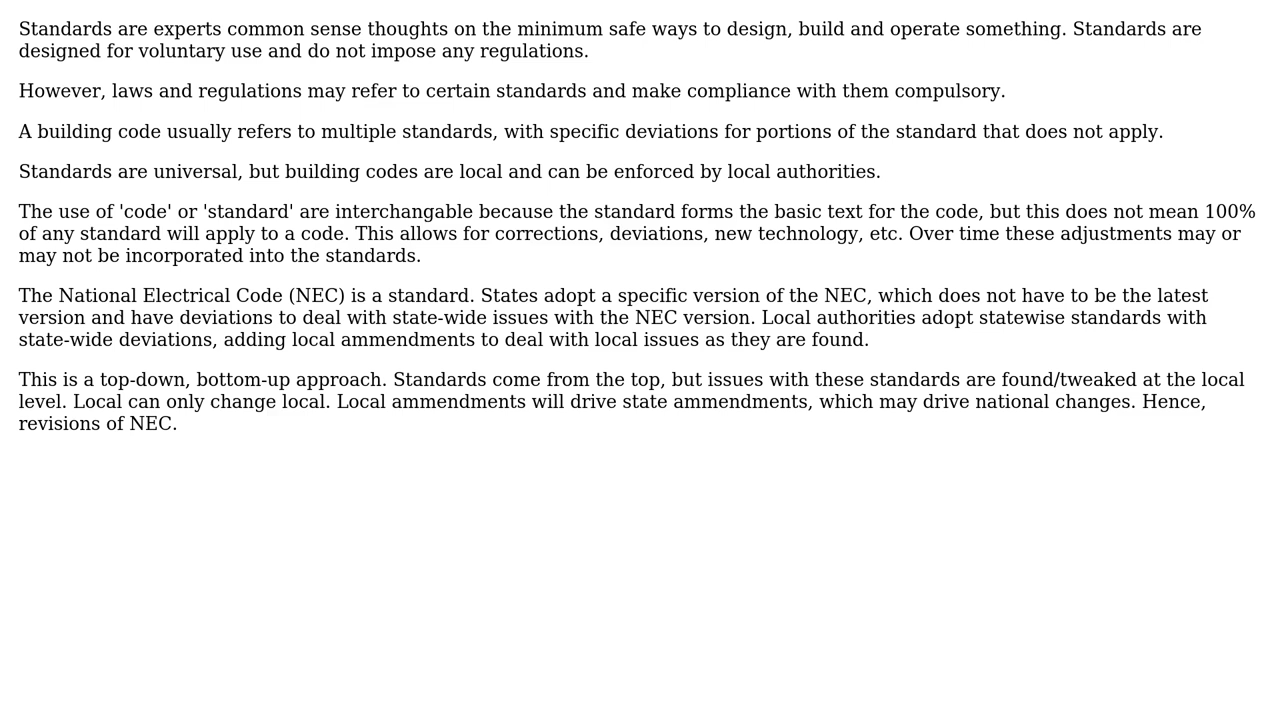 Standards are experts common sense thoughts on the minimum safe ways to design, build and operate something. Standards are
designed for voluntary use and do not impose any regulations.
However, laws and regulations may refer to certain standards and make compliance with them compulsory.
A building code usually refers to multiple standards, with specific deviations for portions of the standard that does not apply.
Standards are universal, but building codes are local and can be enforced by local authorities.
The use of 'code' or 'standard' are interchangable because the standard forms the basic text for the code, but this does not mean 100%
of any standard will apply to a code. This allows for corrections, deviations, new technology, etc. Over time these adjustments may or
may not be incorporated into the standards.
The National Electrical Code (NEC) is a standard. States adopt a specific version of the NEC, which does not have to be the latest
version and have deviations to deal with state-wide issues with the NEC version. Local authorities adopt statewise standards with
state-wide deviations, adding local ammendments to deal with local issues as they are found.
This is a top-down, bottom-up approach. Standards come from the top, but issues with these standards are found/tweaked at the local
level. Local can only change local. Local ammendments will drive state ammendments, which may drive national changes. Hence,
revisions of NEC.